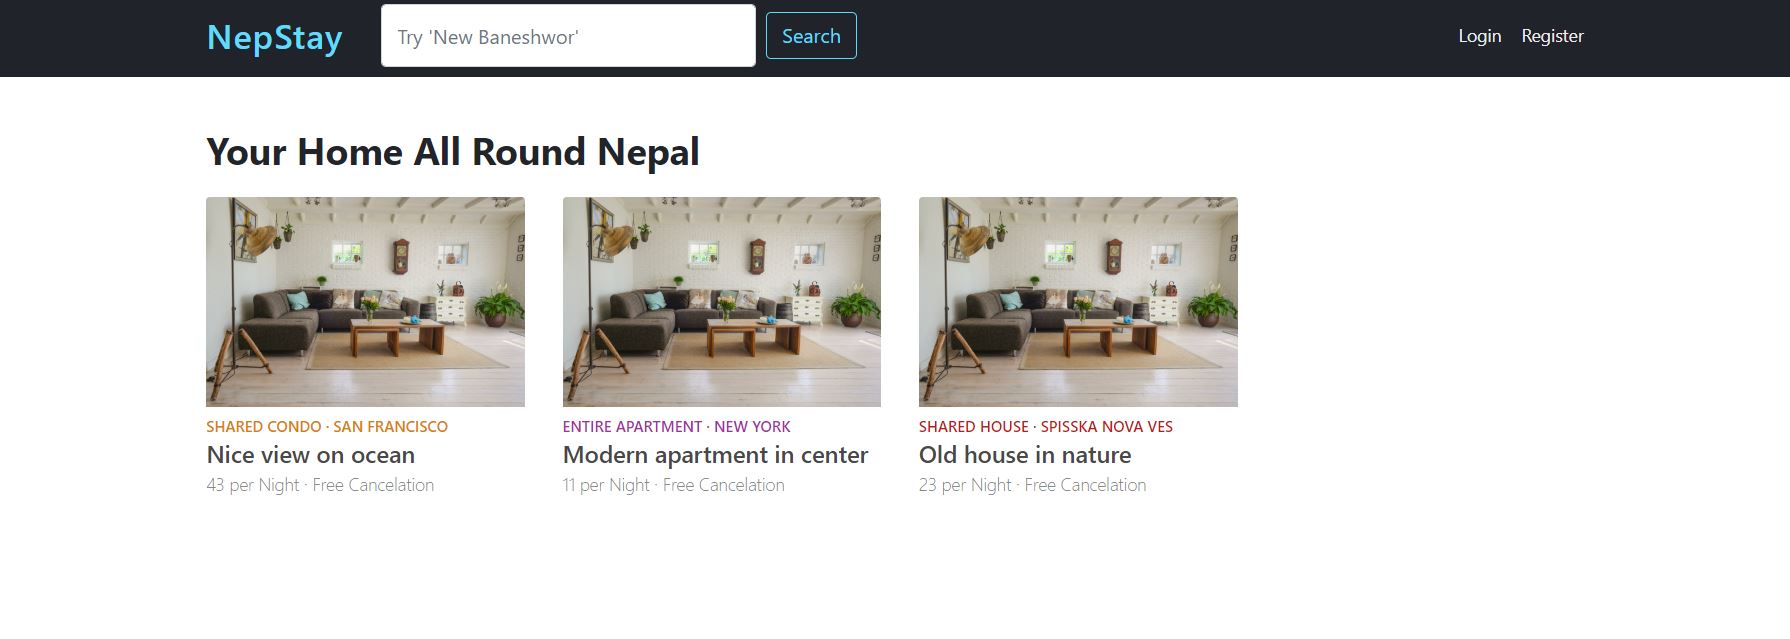 NepStay
Try 'New Baneshwor'
Search
Login
Register
Your Home All Round Nepal
SHARED CONDO · SAN FRANCISCO
Nice view on ocean
43 per Night · Free Cancelation
ENTIRE APARTMENT · NEW YORK
Modern apartment in center
11 per Night · Free Cancelation
SHARED HOUSE · SPISSKA NOVA VES
Old house in nature
23 per Night · Free Cancelation